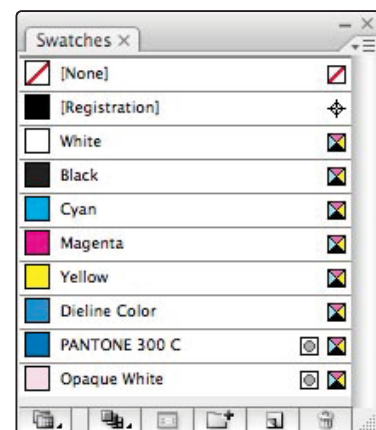 Swatches ×
[None]
[Registration]
White
Black
Cyan
Magenta
Yellow
Dieline Color
PANTONE 300 C
Opaque White